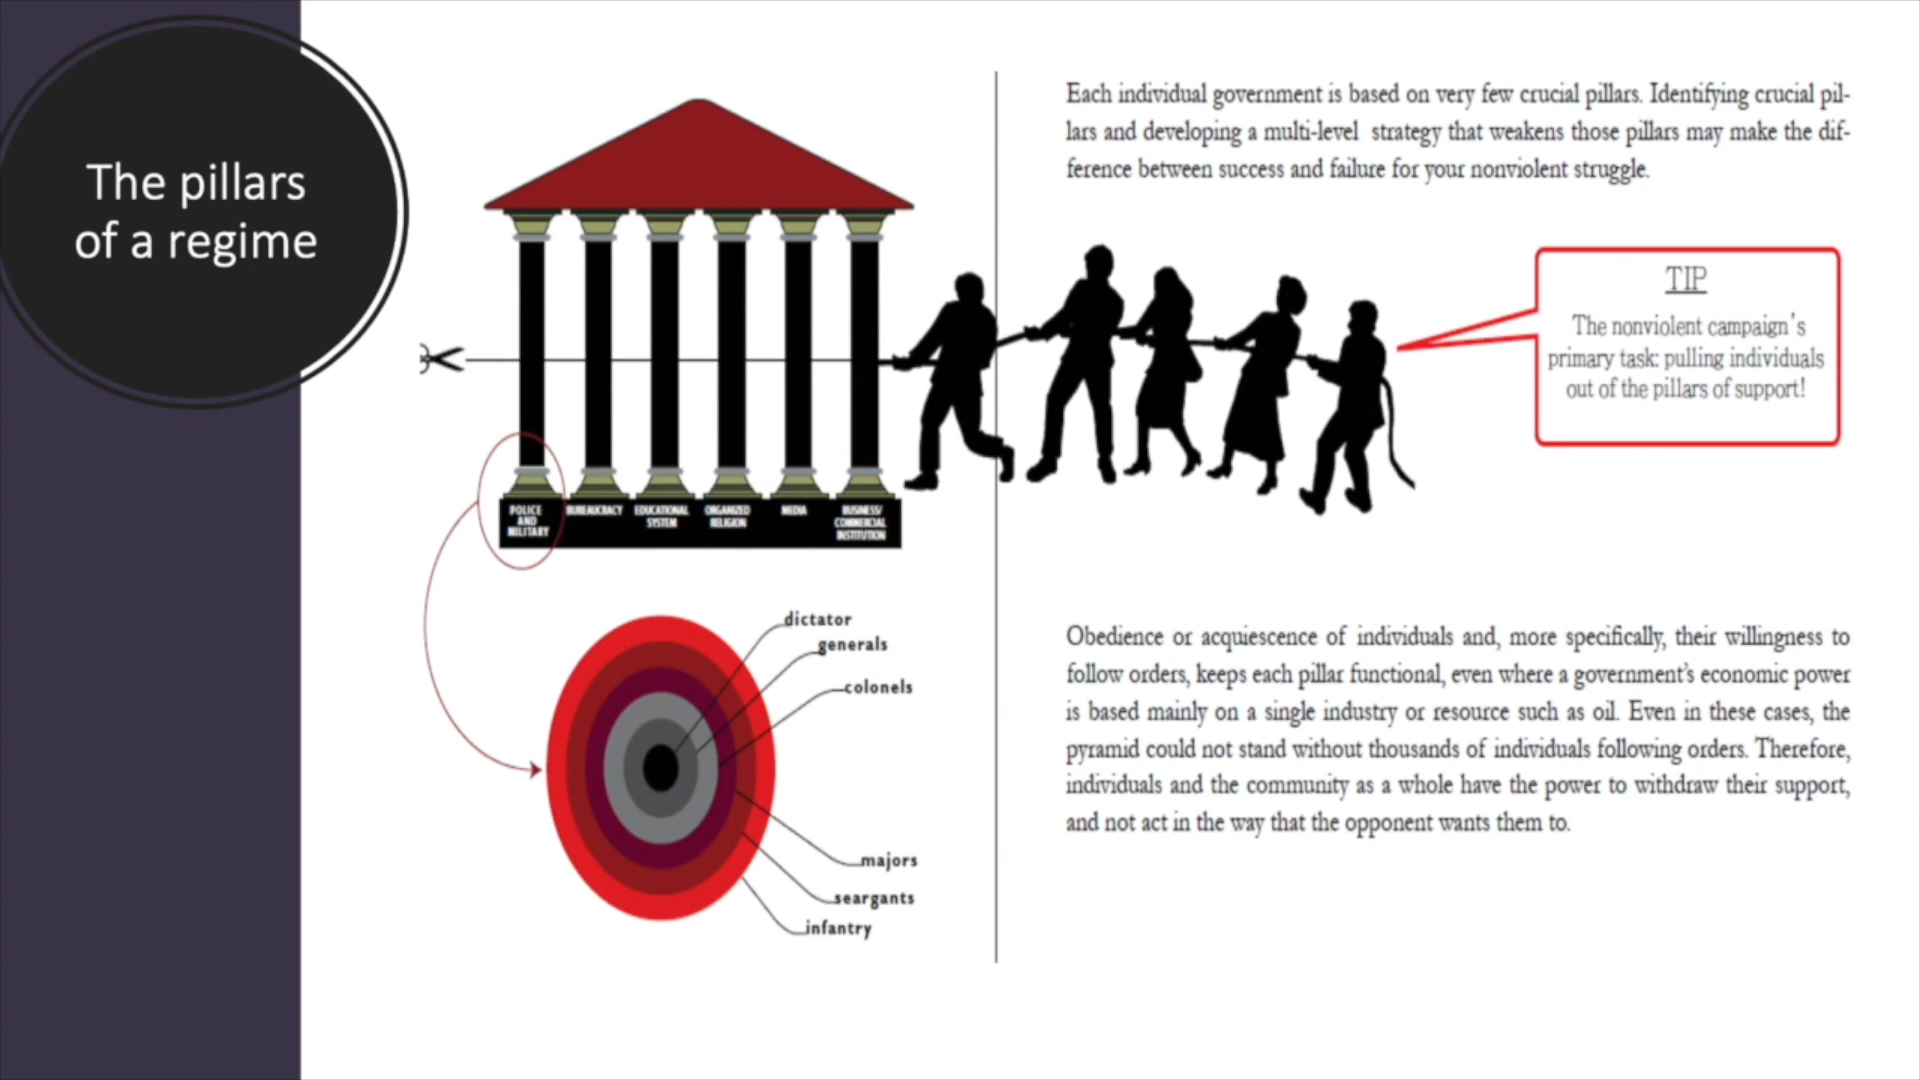 The pillars
of a regime
Each individual government is based on very few crucial pillars. Identifying crucial pil-
lars and developing a multi-level strategy that weakens those pillars may make the dif-
ference between success and failure for your nonviolent struggle.
TIP
The nonviolent campaign's
primary task: pulling individuals
out of the pillars of support!
POLICE
AND
MILITARY
BUREAUCRACY
EDUCATIONAL
SYSTEM
ORGANIZED
RELIGION
MEDIA
BUSINESS/
COMMERCIAL
INSTITUTION
dictator
generals
colonels
majors
seargants
infantry
Obedience or acquiescence of individuals and, more specifically, their willingness to
follow orders, keeps each pillar functional, even where a government's economic power
is based mainly on a single industry or resource such as oil. Even in these cases, the
pyramid could not stand without thousands of individuals following orders. Therefore,
individuals and the community as a whole have the power to withdraw their support,
and not act in the way that the opponent wants them to.